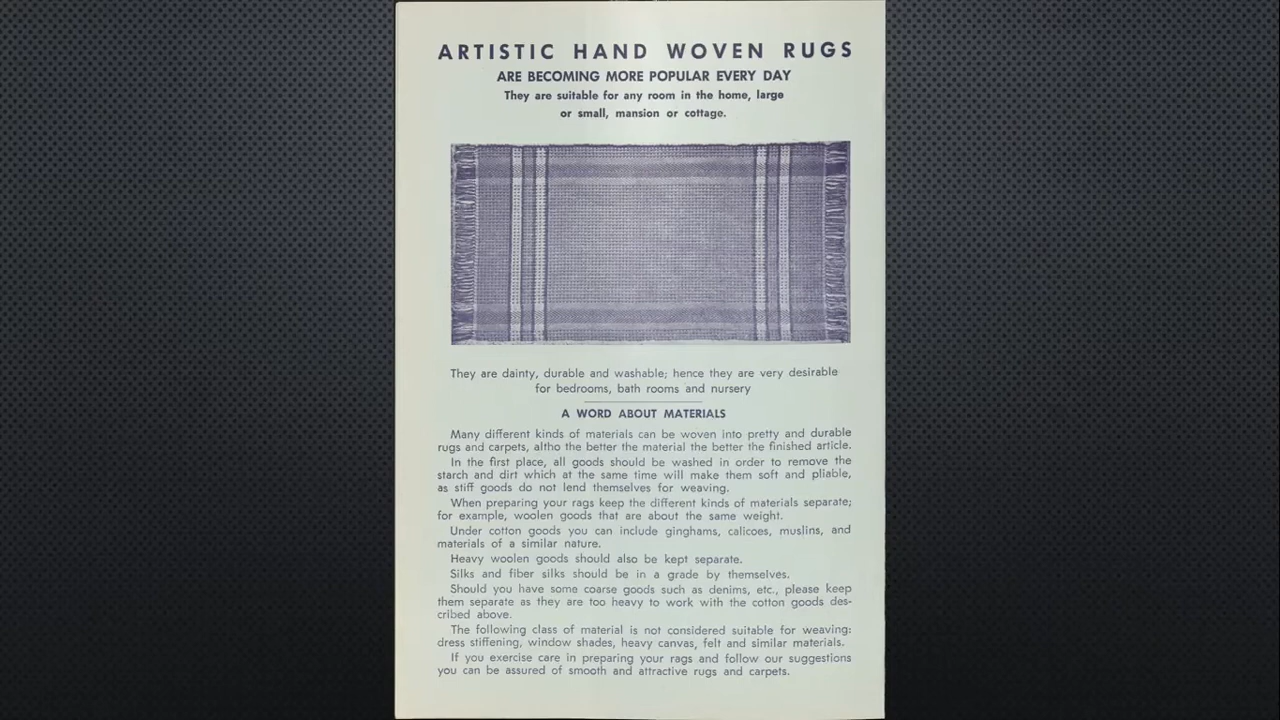 ARTISTIC HAND WOVEN RUGS
ARE BECOMING MORE POPULAR EVERY DAY
They are suitable for any room in the home, large
or small, mansion or cottage.
They are dainty, durable and washable; hence they are very desirable
for bedrooms, bath rooms and nursery
A WORD ABOUT MATERIALS
Many different kinds of materials can be woven into pretty and durable
rugs and carpets, altho the better the material the better the finished article.
In the first place, all goods should be washed in order to remove the
starch and dirt which at the same time will make them soft and pliable,
as stiff goods do not lend themselves for weaving.
When preparing your rags keep the different kinds of materials separate;
for example, woolen goods that are about the same weight.
Under cotton goods you can include ginghams, calicoes, muslins, and
materials of a similar nature.
Heavy woolen goods should also be kept separate.
Silks and fiber silks should be in a grade by themselves.
Should you have some coarse goods such as denims, etc., please keep
them separate as they are too heavy to work with the cotton goods des-
cribed above.
The following class of material is not considered suitable for weaving:
dress stiffening, window shades, heavy canvas, felt and similar materials.
If you exercise care in preparing your rags and follow our suggestions
you can be assured of smooth and attractive rugs and carpets.